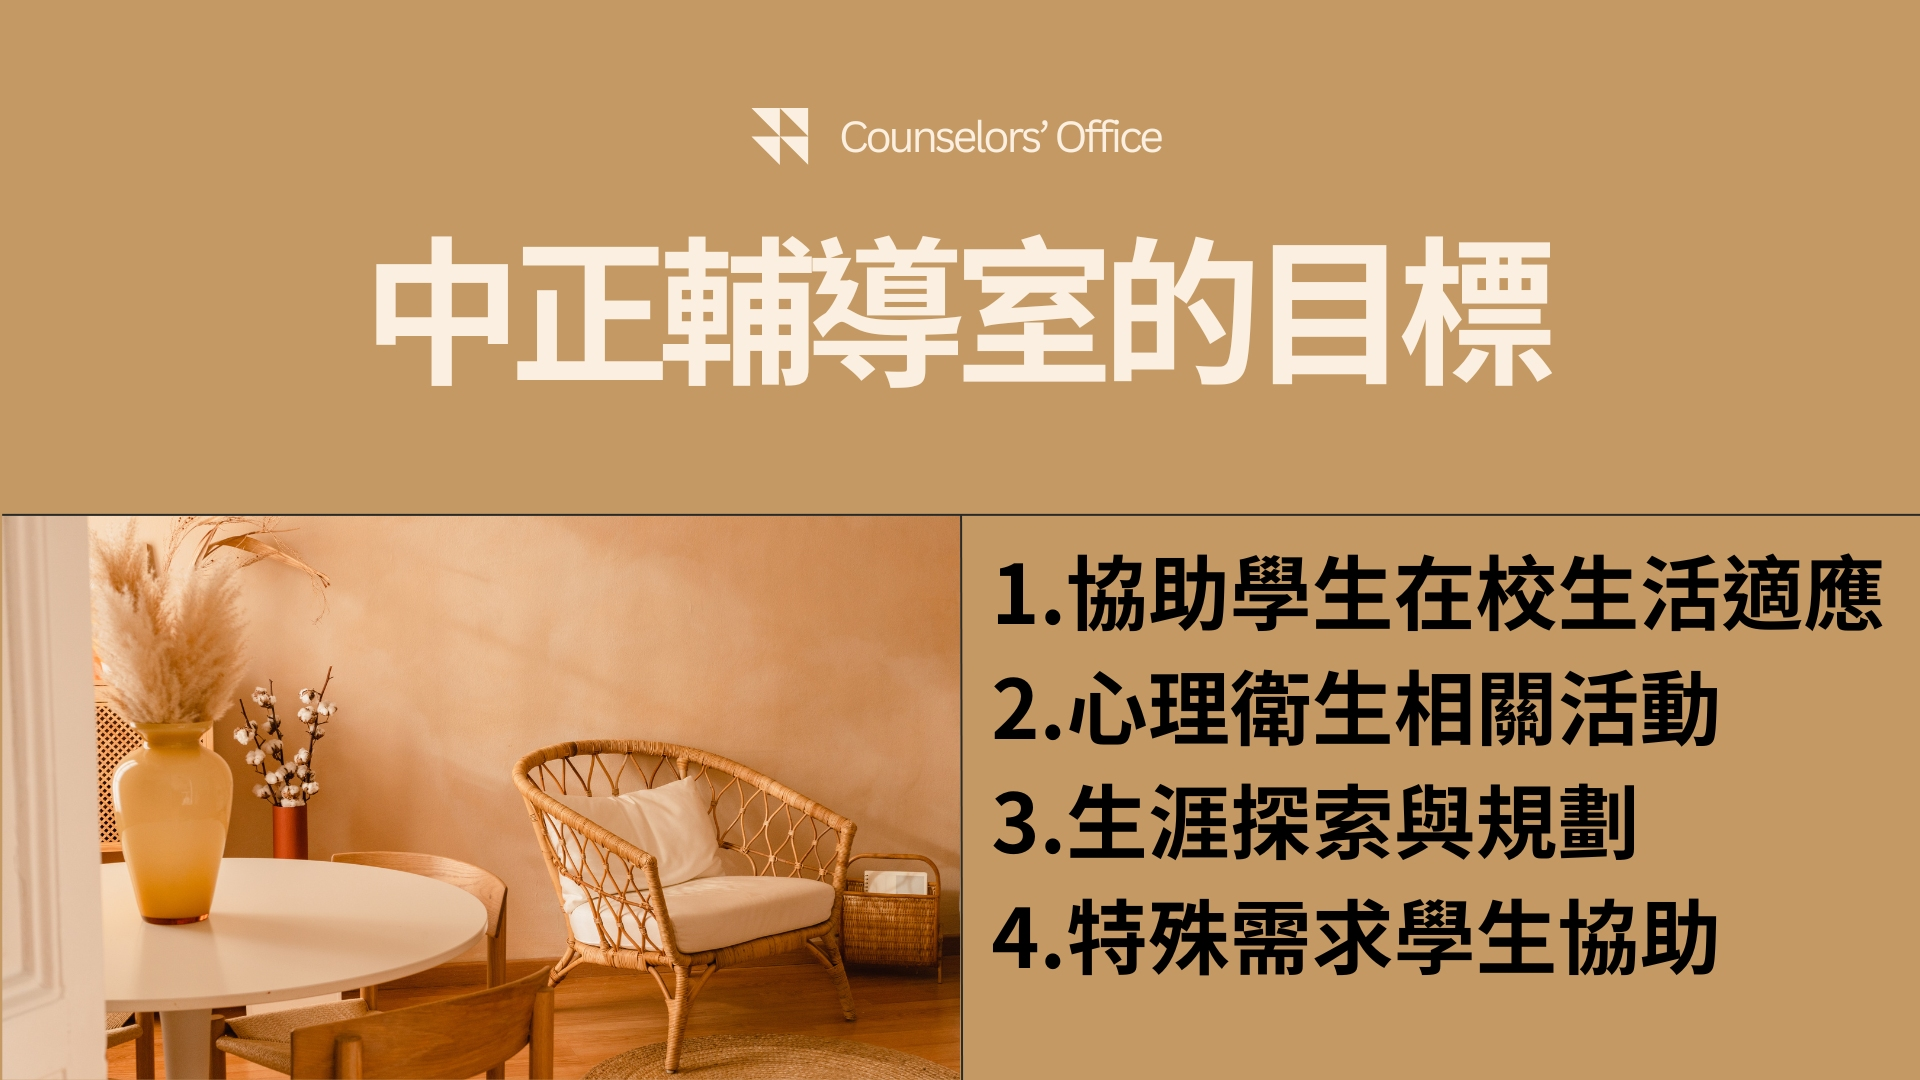 Counselors’ Office
中正輔導室的目標
1.協助學生在校生活適應
2.心理衛生相關活動
3.生涯探索與規劃
4.特殊需求學生協助